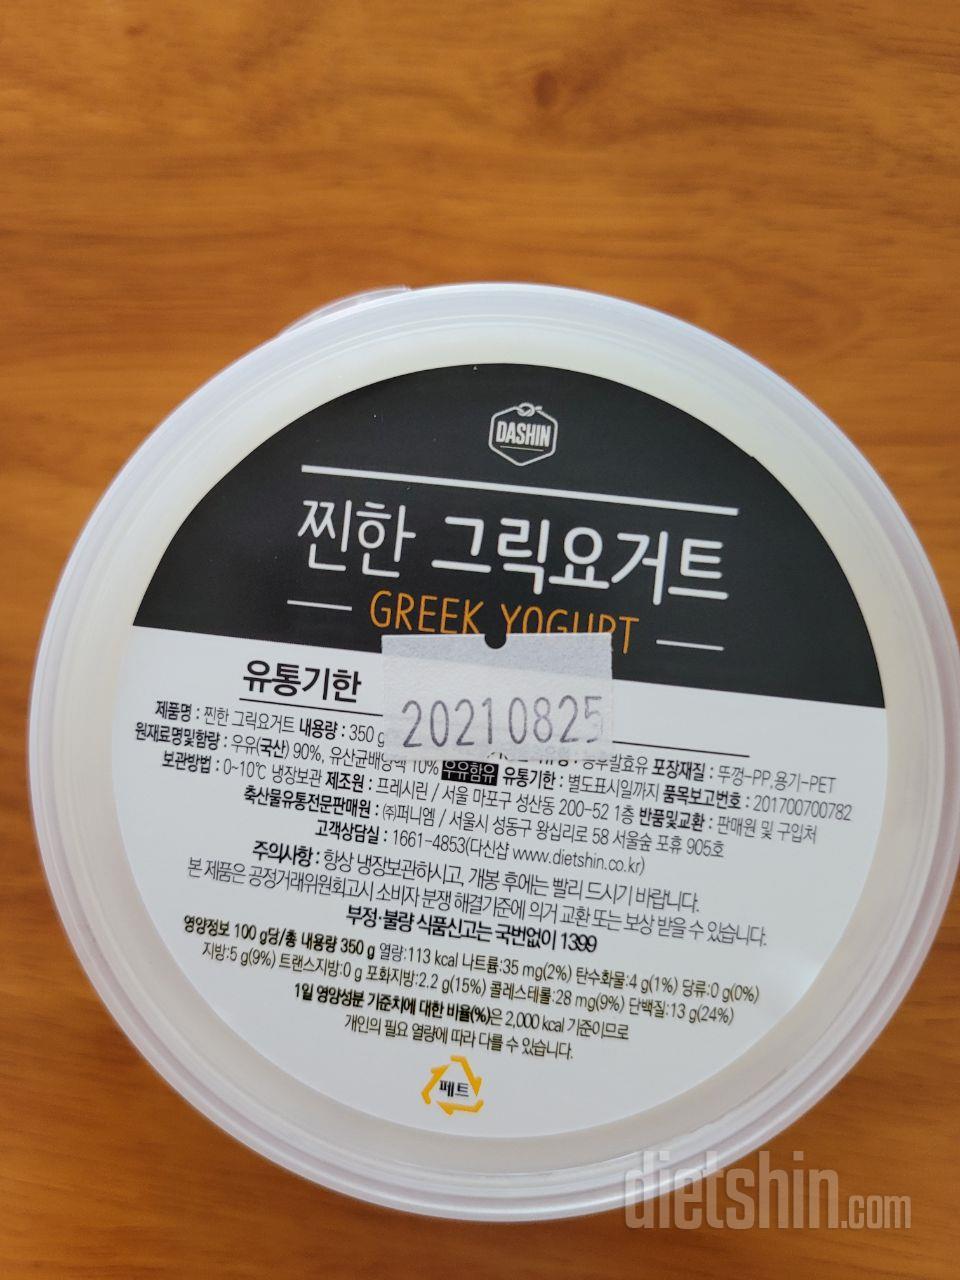 DASHIN
찐한 그릭요거트
GREEK YOGURT
유통기한
20210825
제품명 : 찐한 그릭요거트 내용량 : 350 g 농후발효유 포장재질 : 뚜껑-PP, 용기-PET
원재료명및함량 : 우유(국산) 90%, 유산균배양액 10% 우유함유 유통기한 : 별도표시일까지 품목보고번호 : 201700700782
보관방법 : 0~10℃ 냉장보관 제조원 : 프레시린 / 서울 마포구 성산동 200-52 1층 반품및교환 : 판매원 및 구입처
축산물유통전문판매원 : ㈜퍼니엠 / 서울시 성동구 왕십리로 58 서울숲 포휴 905호
고객상담실 : 1661-4853(다신샵 www.dietshin.co.kr)
주의사항 : 항상 냉장보관하시고, 개봉 후에는 빨리 드시기 바랍니다.
본 제품은 공정거래위원회고시 소비자 분쟁 해결기준에 의거 교환 또는 보상 받을 수 있습니다.
부정·불량 식품신고는 국번없이 1399
영양정보 100 g당/총 내용량 350 g 열량:113 kcal 나트륨:35 mg(2%) 탄수화물:4 g(1%) 당류:0 g(0%)
지방:5 g(9%) 트랜스지방:0 g 포화지방:2.2 g(15%) 콜레스테롤:28 mg(9%) 단백질:13 g(24%)
1일 영양성분 기준치에 대한 비율(%)은 2,000 kcal 기준이므로
개인의 필요 열량에 따라 다를 수 있습니다.
페트
dietshin.com